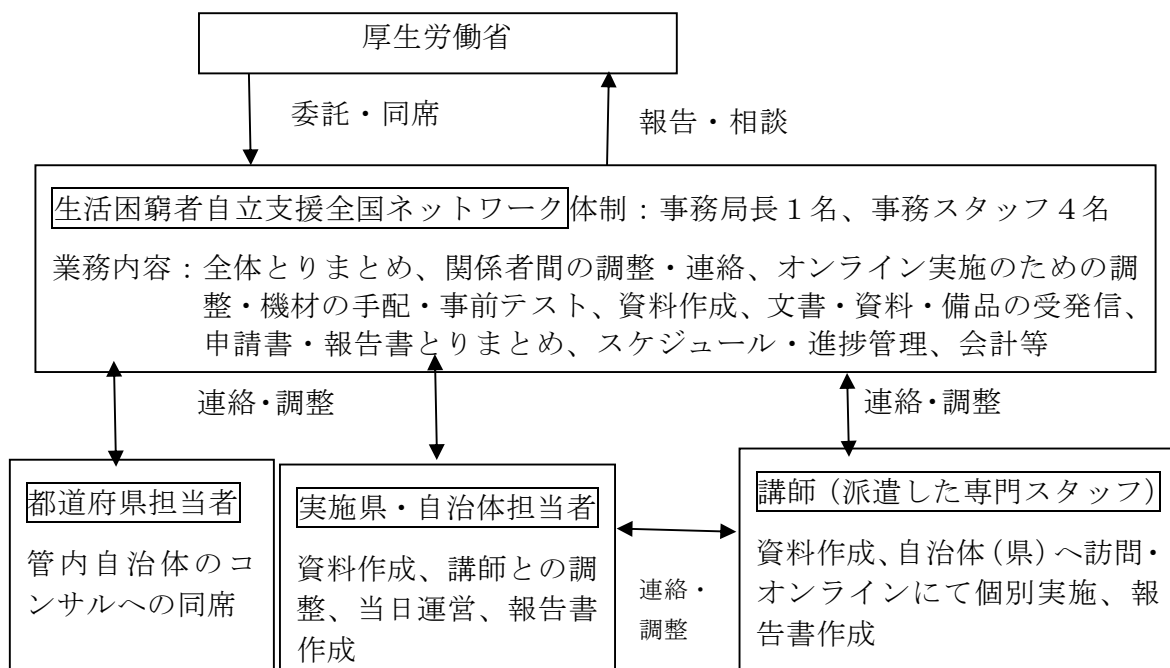 厚生労働省
委託・同席
報告・相談
生活困窮者自立支援全国ネットワーク体制：事務局長１名、事務スタッフ４名
業務内容：全体とりまとめ、関係者間の調整・連絡、オンライン実施のための調
整・機材の手配・事前テスト、資料作成、文書・資料・備品の受発信、
申請書・報告書とりまとめ、スケジュール・進捗管理、会計等
連絡・調整
連絡・調整
都道府県担当者
管内自治体のコ
ンサルへの同席
実施県・自治体担当者
資料作成、講師との調
整、当日運営、報告書
作成
連絡・
調整
講師（派遣した専門スタッフ）
資料作成、自治体（県）へ訪問・
オンラインにて個別実施、報
告書作成